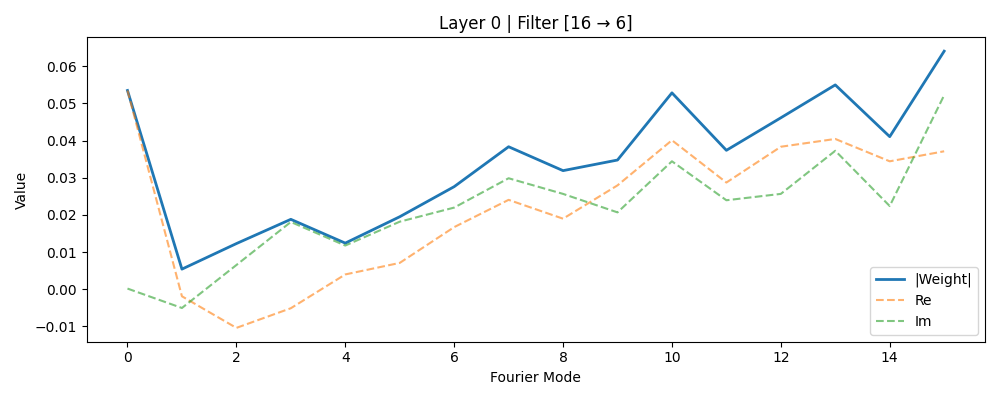 Layer 0 | Filter [16 → 6]
Value
0.06
0.05
0.04
0.03
0.02
0.01
0.00
−0.01
|Weight|
Re
Im
0 2 4 6 8 10 12 14
Fourier Mode